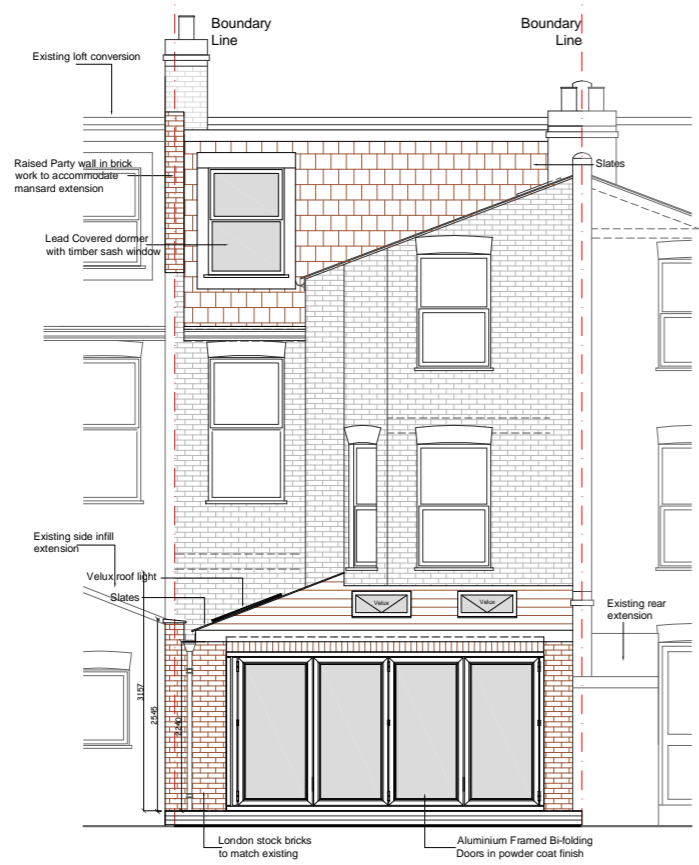 Boundary
Line
Boundary
Line
Existing loft conversion
Raised Party wall in brick
work to accommodate
mansard extension
Slates
Lead Covered dormer
with timber sash window
Existing side infill
extension
Velux roof light
Slates
Velux
Velux
Existing rear
extension
3157
2545
2240
London stock bricks
to match existing
Aluminium Framed Bi-folding
Doors in powder coat finish